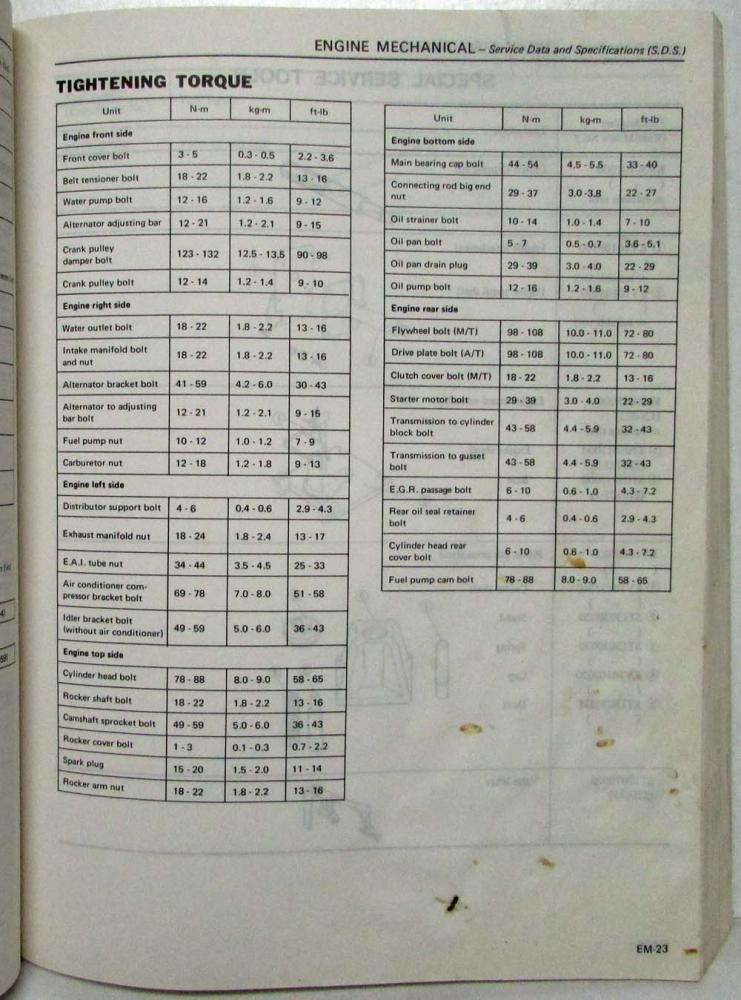 ENGINE MECHANICAL – Service Data and Specifications (S.D.S.)
TIGHTENING TORQUE
Unit N·m kg-m ft-lb
Engine front side
Front cover bolt 3 - 5 0.3 - 0.5 2.2 - 3.6
Belt tensioner bolt 18 - 22 1.8 - 2.2 13 - 16
Water pump bolt 12 - 16 1.2 - 1.6 9 - 12
Alternator adjusting bar 12 - 21 1.2 - 2.1 9 - 15
Crank pulley
damper bolt 123 - 132 12.5 - 13.5 90 - 98
Crank pulley bolt 12 - 14 1.2 - 1.4 9 - 10
Engine right side
Water outlet bolt 18 - 22 1.8 - 2.2 13 - 16
Intake manifold bolt
and nut 18 - 22 1.8 - 2.2 13 - 16
Alternator bracket bolt 41 - 59 4.2 - 6.0 30 - 43
Alternator to adjusting
bar bolt 12 - 21 1.2 - 2.1 9 - 15
Fuel pump nut 10 - 12 1.0 - 1.2 7 - 9
Carburetor nut 12 - 18 1.2 - 1.8 9 - 13
Engine left side
Distributor support bolt 4 - 6 0.4 - 0.6 2.9 - 4.3
Exhaust manifold nut 18 - 24 1.8 - 2.4 13 - 17
E.A.I. tube nut 34 - 44 3.5 - 4.5 25 - 33
Air conditioner com-
pressor bracket bolt 69 - 78 7.0 - 8.0 51 - 58
Idler bracket bolt
(without air conditioner) 49 - 59 5.0 - 6.0 36 - 43
Engine top side
Cylinder head bolt 78 - 88 8.0 - 9.0 58 - 65
Rocker shaft bolt 18 - 22 1.8 - 2.2 13 - 16
Camshaft sprocket bolt 49 - 59 5.0 - 6.0 36 - 43
Rocker cover bolt 1 - 3 0.1 - 0.3 0.7 - 2.2
Spark plug 15 - 20 1.5 - 2.0 11 - 14
Rocker arm nut 18 - 22 1.8 - 2.2 13 - 16
Unit N·m kg-m ft-lb
Engine bottom side
Main bearing cap bolt 44 - 54 4.5 - 5.5 33 - 40
Connecting rod big end
nut 29 - 37 3.0 -3.8 22 - 27
Oil strainer bolt 10 - 14 1.0 - 1.4 7 - 10
Oil pan bolt 5 - 7 0.5 - 0.7 3.6 - 5.1
Oil pan drain plug 29 - 39 3.0 - 4.0 22 - 29
Oil pump bolt 12 - 16 1.2 - 1.6 9 - 12
Engine rear side
Flywheel bolt (M/T) 98 - 108 10.0 - 11.0 72 - 80
Drive plate bolt (A/T) 98 - 108 10.0 - 11.0 72 - 80
Clutch cover bolt (M/T) 18 - 22 1.8 - 2.2 13 - 16
Starter motor bolt 29 - 39 3.0 - 4.0 22 - 29
Transmission to cylinder
block bolt 43 - 58 4.4 - 5.9 32 - 43
Transmission to gusset
bolt 43 - 58 4.4 - 5.9 32 - 43
E.G.R. passage bolt 6 - 10 0.6 - 1.0 4.3 - 7.2
Rear oil seal retainer
bolt 4 - 6 0.4 - 0.6 2.9 - 4.3
Cylinder head rear
cover bolt 6 - 10 0.6 - 1.0 4.3 - 7.2
Fuel pump cam bolt 78 - 88 8.0 - 9.0 58 - 65
EM-23